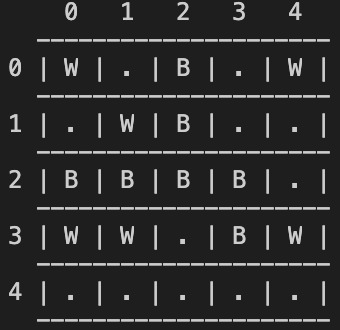 0 1 2 3 4
0 | W | . | B | . | W |
1 | . | W | B | . | . |
2 | B | B | B | B | . |
3 | W | W | . | B | W |
4 | . | . | . | . | . |